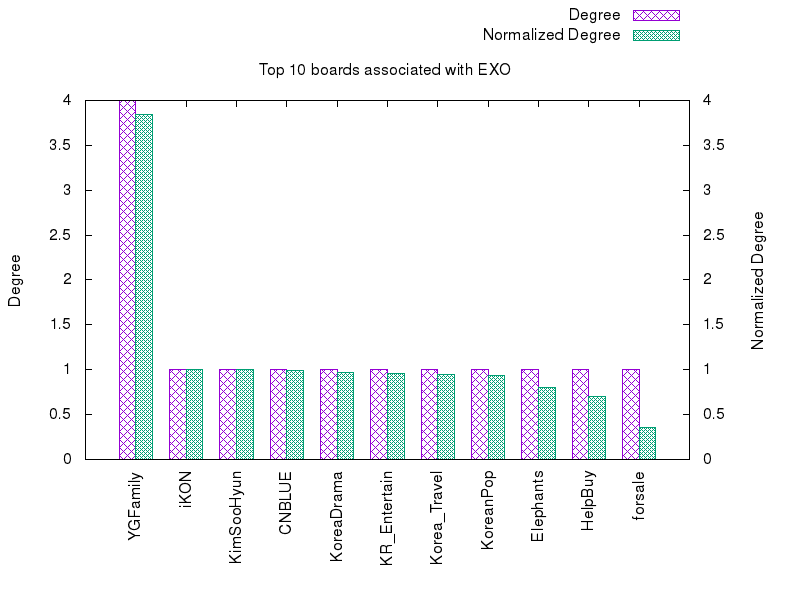 Degree
Normalized Degree
Top 10 boards associated with EXO
4
3.5
3
2.5
2
1.5
1
0.5
0
Degree
4
3.5
3
2.5
2
1.5
1
0.5
0
Normalized Degree
YGFamily
iKON
KimSooHyun
CNBLUE
KoreaDrama
KR_Entertain
Korea_Travel
KoreanPop
Elephants
HelpBuy
forsale